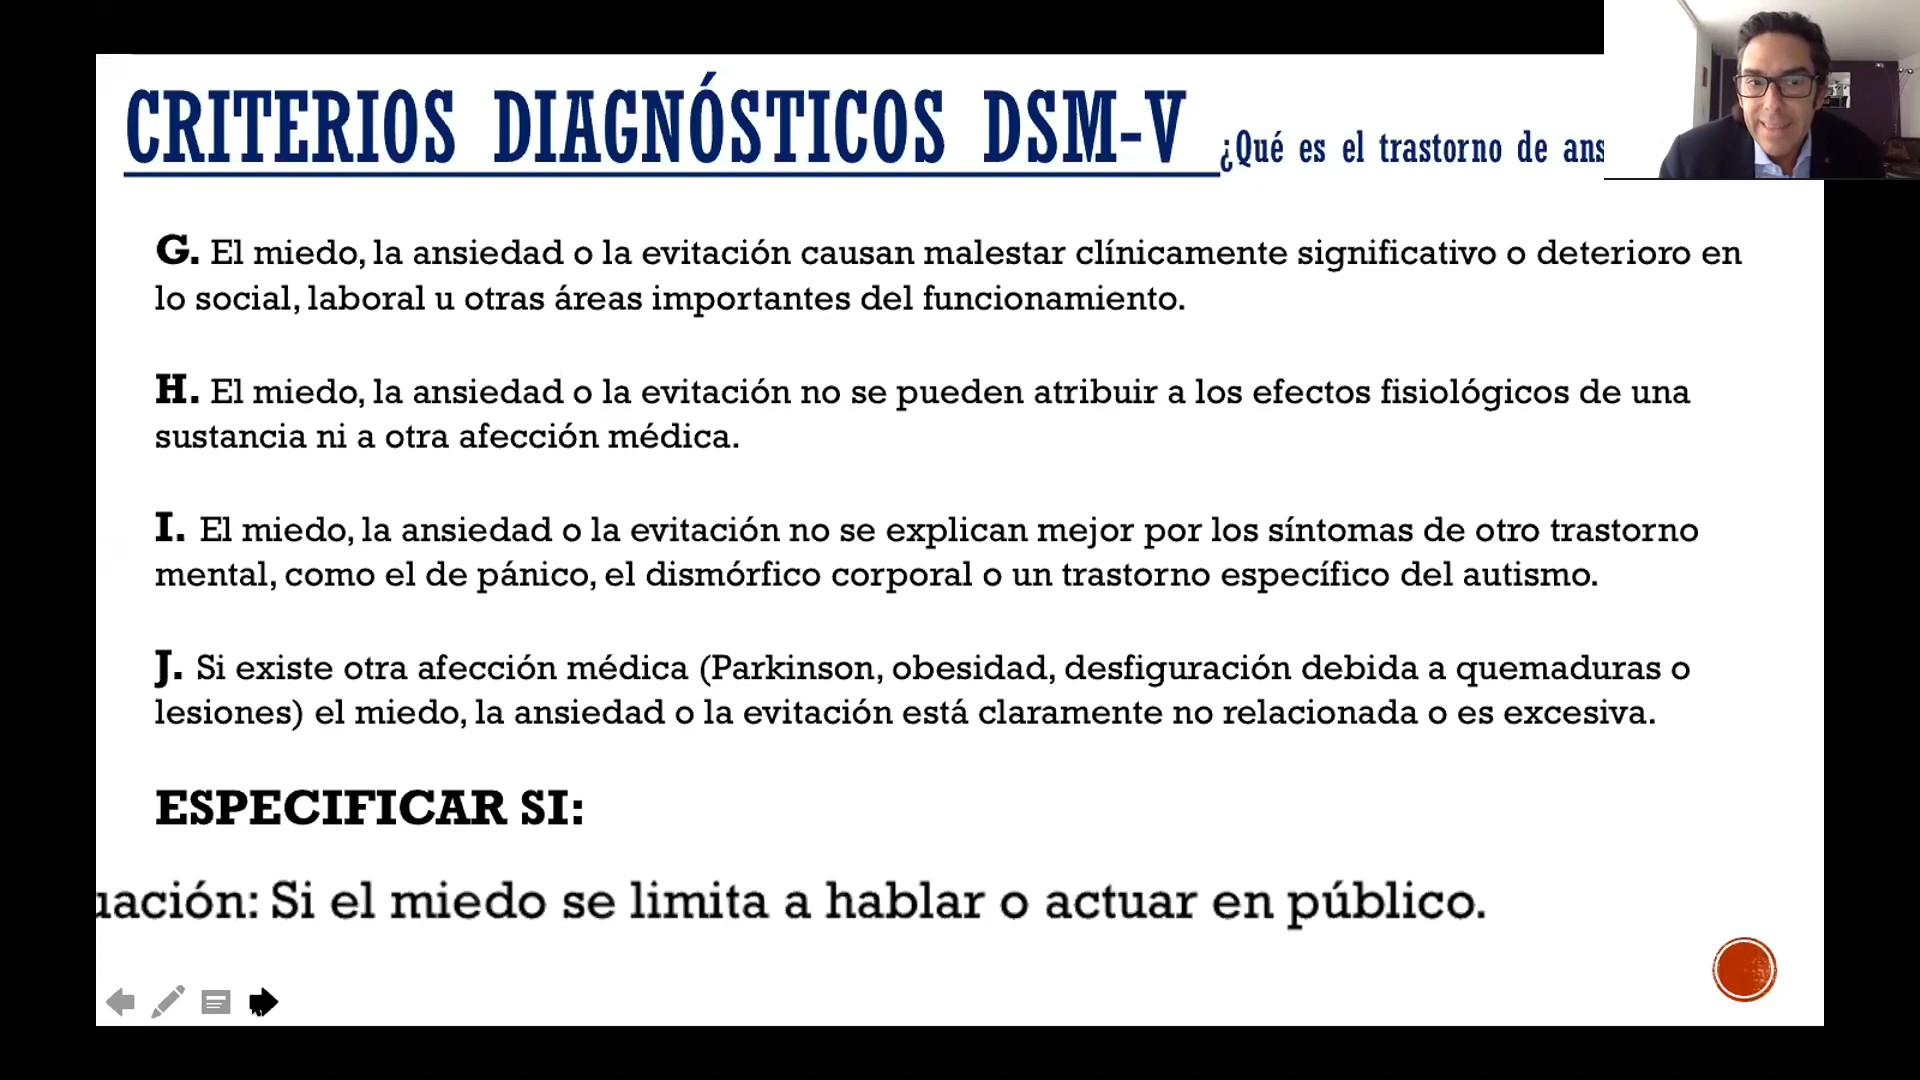 CRITERIOS DIAGNÓSTICOS DSM-V ¿Qué es el trastorno de
G. El miedo, la ansiedad o la evitación causan malestar clínicamente significativo o deterioro en
lo social, laboral u otras áreas importantes del funcionamiento.
H. El miedo, la ansiedad o la evitación no se pueden atribuir a los efectos fisiológicos de una
sustancia ni a otra afección médica.
I. El miedo, la ansiedad o la evitación no se explican mejor por los síntomas de otro trastorno
mental, como el de pánico, el dismórfico corporal o un trastorno específico del autismo.
J. Si existe otra afección médica (Parkinson, obesidad, desfiguración debida a quemaduras o
lesiones) el miedo, la ansiedad o la evitación está claramente no relacionada o es excesiva.
ESPECIFICAR SI:
Si el miedo se limita a hablar o actuar en público.